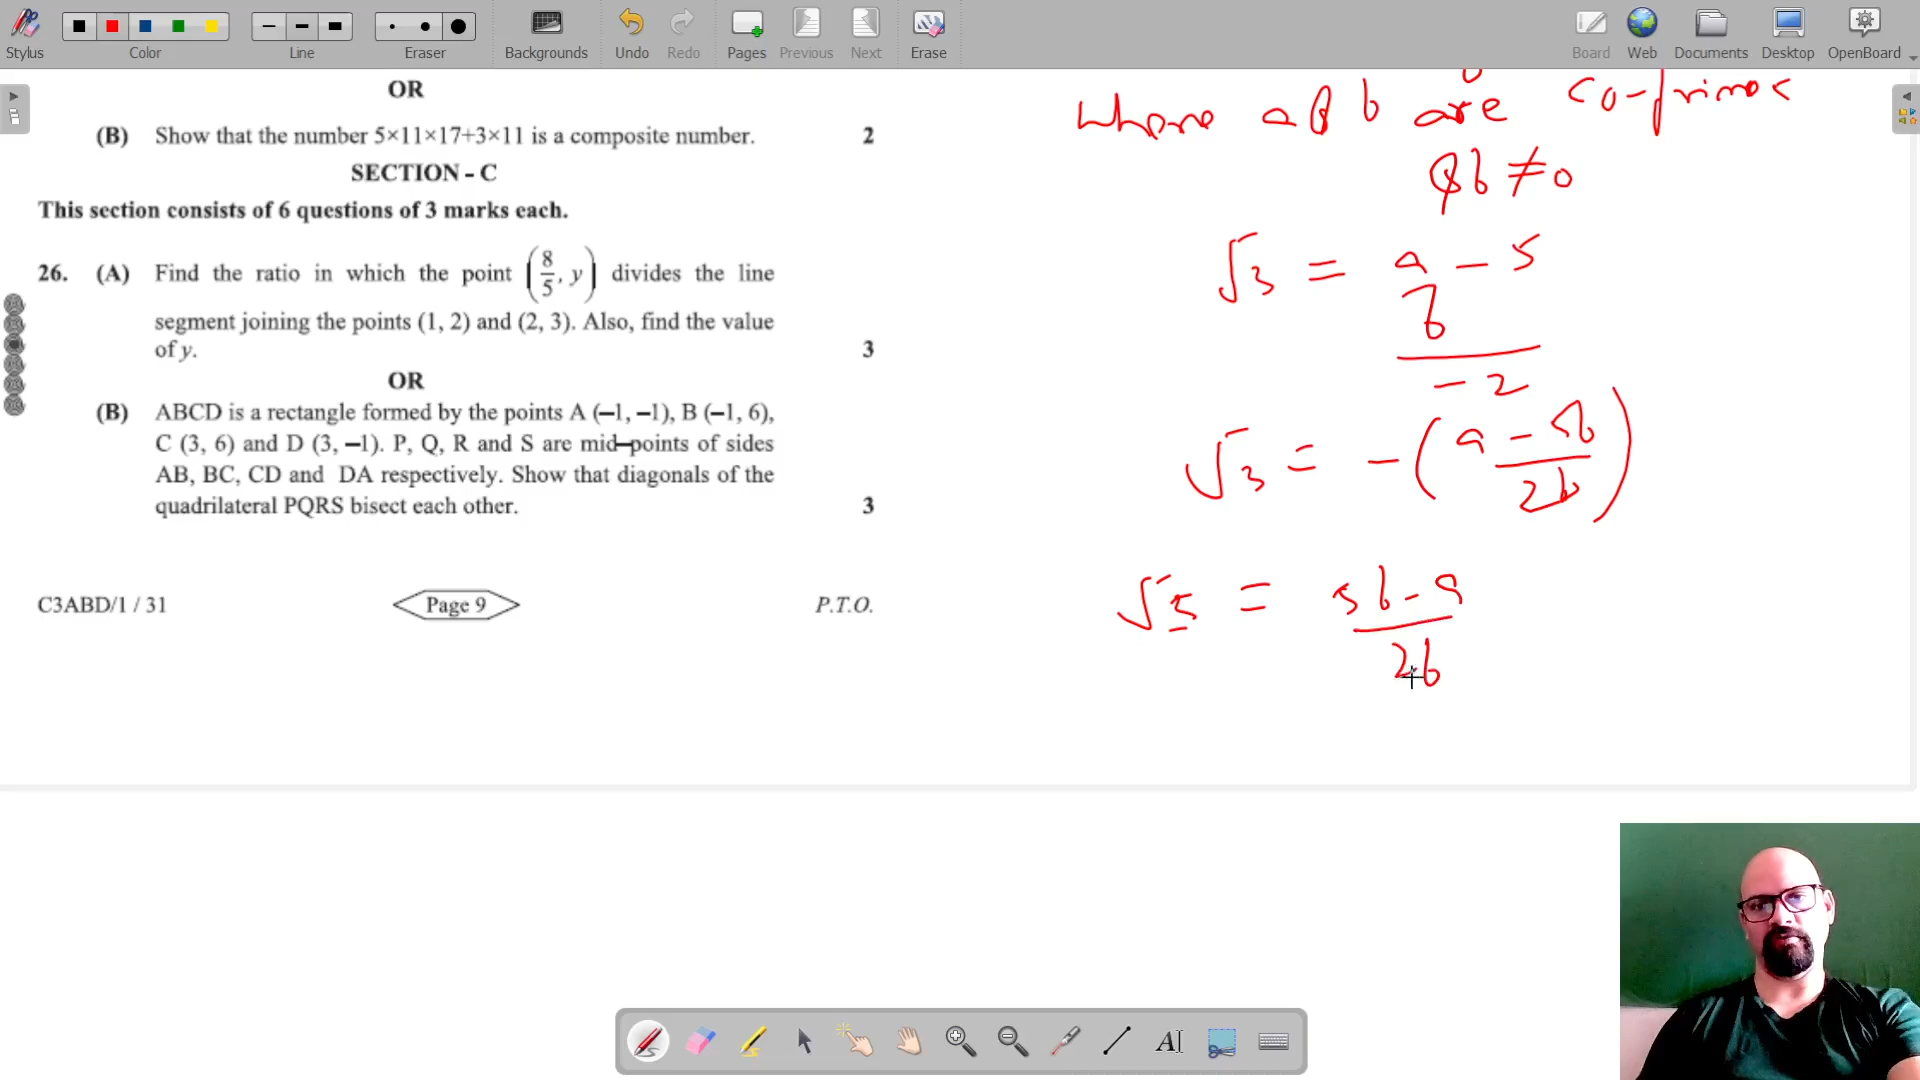 Stylus Color Line Eraser Backgrounds Undo Redo Pages Previous Next Erase Board Web Documents Desktop OpenBoard
OR
(B) Show that the number 5×11×17+3×11 is a composite number. 2
SECTION - C
This section consists of 6 questions of 3 marks each.
26. (A) Find the ratio in which the point (8/5, y) divides the line
segment joining the points (1, 2) and (2, 3). Also, find the value
of y. 3
OR
(B) ABCD is a rectangle formed by the points A (−1, −1), B (−1, 6),
C (3, 6) and D (3, −1). P, Q, R and S are mid-points of sides
AB, BC, CD and DA respectively. Show that diagonals of the
quadrilateral PQRS bisect each other. 3
C3ABD/1 / 31 Page 9 P.T.O.
where a & b are co-primes
& b ≠ 0
√3 = a/b − 5
− 2
√3 = −(a − 5b / 2b)
√3 = 5b − a
2b